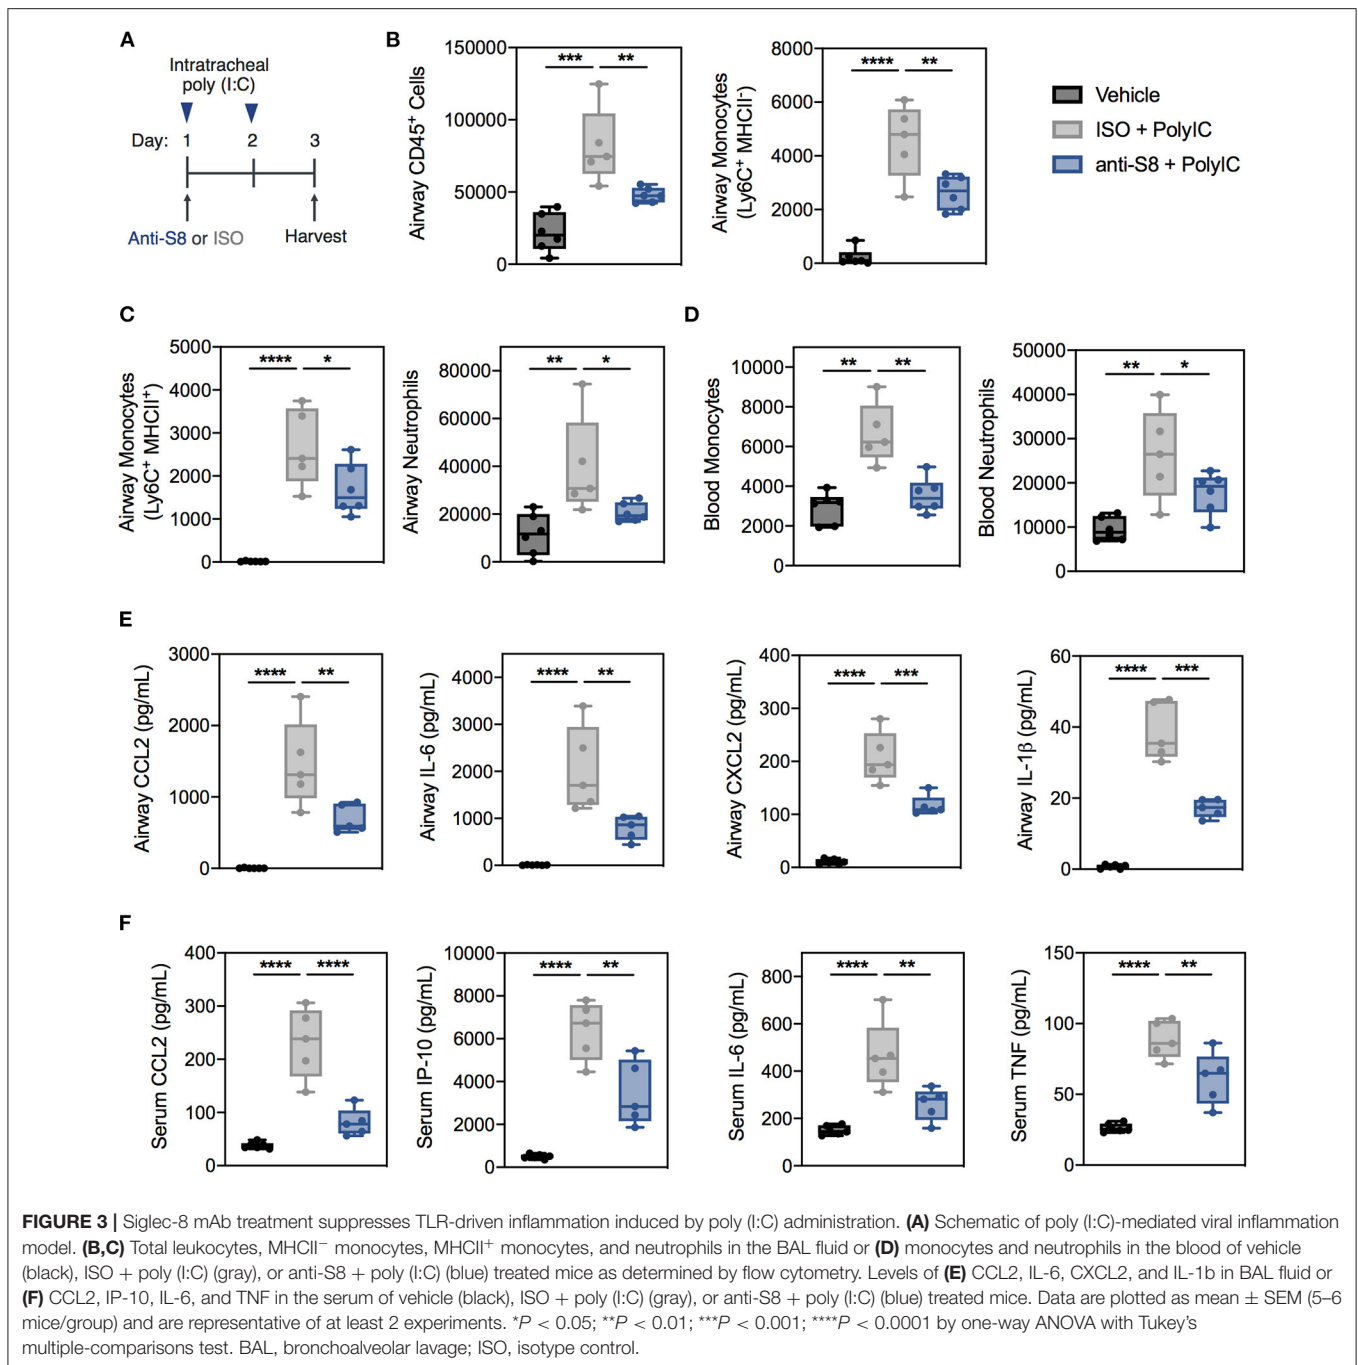 A
Intratracheal
poly (I:C)
Day: 1 2 3
Anti-S8 or ISO
Harvest
B
Airway CD45+ Cells
150000
100000
50000
0
*** **
Airway Monocytes
(Ly6C+ MHCII-)
8000
6000
4000
2000
0
**** **
Vehicle
ISO + PolyIC
anti-S8 + PolyIC
C
Airway Monocytes
(Ly6C+ MHCII+)
5000
4000
3000
2000
1000
0
**** *
Airway Neutrophils
80000
60000
40000
20000
0
** *
D
Blood Monocytes
10000
8000
6000
4000
2000
0
** **
Blood Neutrophils
50000
40000
30000
20000
10000
0
** *
E
Airway CCL2 (pg/mL)
3000
2000
1000
0
**** **
Airway IL-6 (pg/mL)
4000
3000
2000
1000
0
**** **
Airway CXCL2 (pg/mL)
400
300
200
100
0
**** ***
Airway IL-1β (pg/mL)
60
40
20
0
**** ***
F
Serum CCL2 (pg/mL)
400
300
200
100
0
**** ****
Serum IP-10 (pg/mL)
10000
8000
6000
4000
2000
0
**** **
Serum IL-6 (pg/mL)
800
600
400
200
0
**** **
Serum TNF (pg/mL)
150
100
50
0
**** **
FIGURE 3 | Siglec-8 mAb treatment suppresses TLR-driven inflammation induced by poly (I:C) administration. (A) Schematic of poly (I:C)-mediated viral inflammation
model. (B,C) Total leukocytes, MHCII− monocytes, MHCII+ monocytes, and neutrophils in the BAL fluid or (D) monocytes and neutrophils in the blood of vehicle
(black), ISO + poly (I:C) (gray), or anti-S8 + poly (I:C) (blue) treated mice as determined by flow cytometry. Levels of (E) CCL2, IL-6, CXCL2, and IL-1b in BAL fluid or
(F) CCL2, IP-10, IL-6, and TNF in the serum of vehicle (black), ISO + poly (I:C) (gray), or anti-S8 + poly (I:C) (blue) treated mice. Data are plotted as mean ± SEM (5–6
mice/group) and are representative of at least 2 experiments. *P < 0.05; **P < 0.01; ***P < 0.001; ****P < 0.0001 by one-way ANOVA with Tukey's
multiple-comparisons test. BAL, bronchoalveolar lavage; ISO, isotype control.